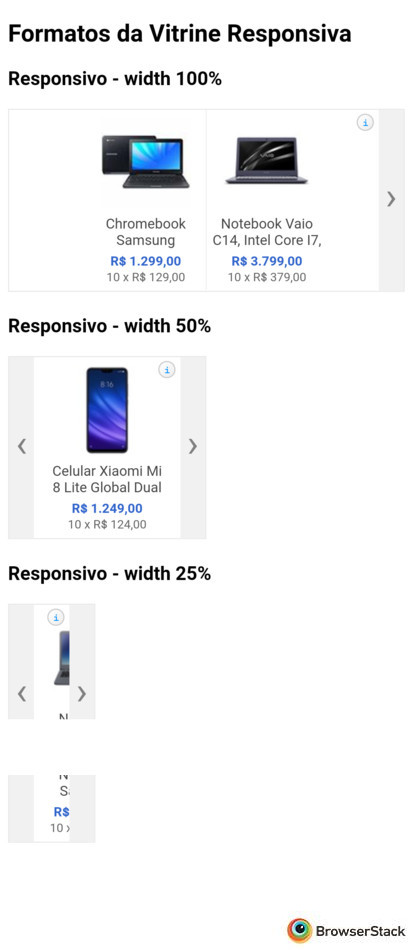 Formatos da Vitrine Responsiva
Responsivo - width 100%
i
Chromebook
Samsung
R$ 1.299,00
10 x R$ 129,00
Notebook Vaio
C14, Intel Core I7,
R$ 3.799,00
10 x R$ 379,00
❯
Responsivo - width 50%
❮
i
8:16
Celular Xiaomi Mi
8 Lite Global Dual
R$ 1.249,00
10 x R$ 124,00
❯
Responsivo - width 25%
❮
i
❯
R$
10
BrowserStack